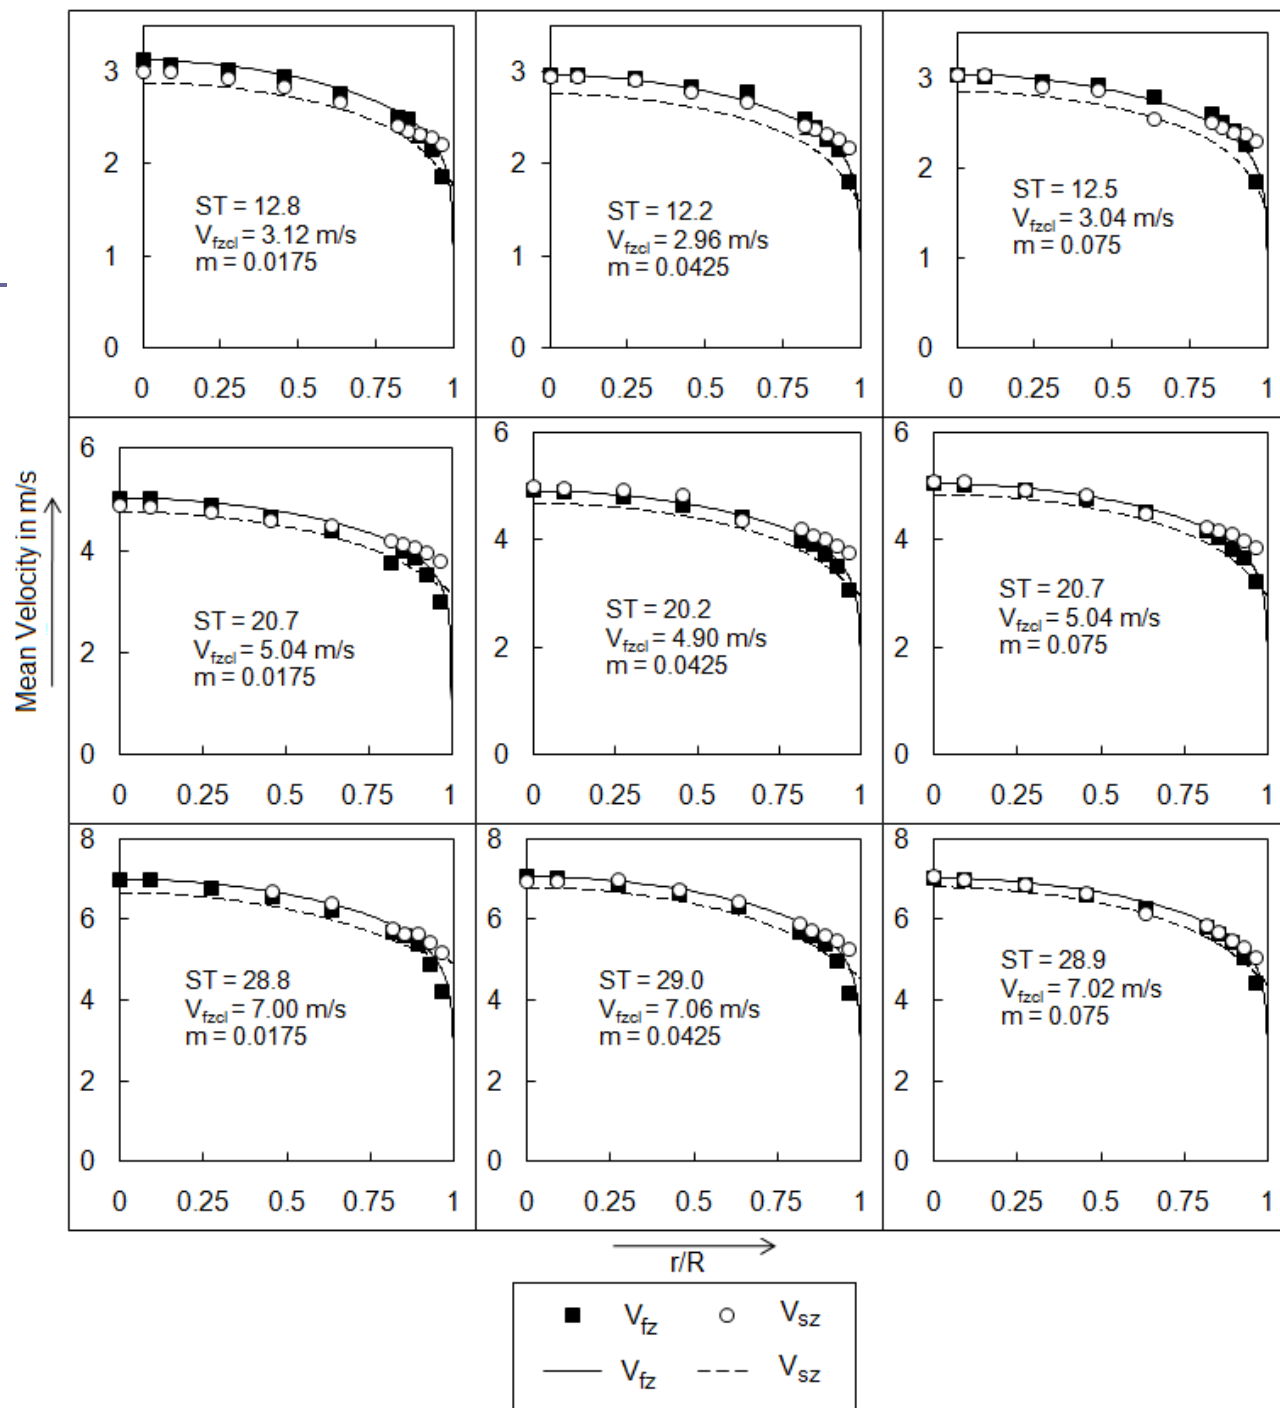 Mean Velocity in m/s
3
2
1
0
0 0.25 0.5 0.75 1
ST = 12.8
Vfzcl = 3.12 m/s
m = 0.0175
3
2
1
0
0 0.25 0.5 0.75 1
ST = 12.2
Vfzcl = 2.96 m/s
m = 0.0425
3
2
1
0
0 0.25 0.5 0.75 1
ST = 12.5
Vfzcl = 3.04 m/s
m = 0.075
6
4
2
0
0 0.25 0.5 0.75 1
ST = 20.7
Vfzcl = 5.04 m/s
m = 0.0175
6
4
2
0
0 0.25 0.5 0.75 1
ST = 20.2
Vfzcl = 4.90 m/s
m = 0.0425
6
4
2
0
0 0.25 0.5 0.75 1
ST = 20.7
Vfzcl = 5.04 m/s
m = 0.075
8
6
4
2
0
0 0.25 0.5 0.75 1
ST = 28.8
Vfzcl = 7.00 m/s
m = 0.0175
8
6
4
2
0
0 0.25 0.5 0.75 1
ST = 29.0
Vfzcl = 7.06 m/s
m = 0.0425
8
6
4
2
0
0 0.25 0.5 0.75 1
ST = 28.9
Vfzcl = 7.02 m/s
m = 0.075
r/R
Vfz Vsz
Vfz Vsz